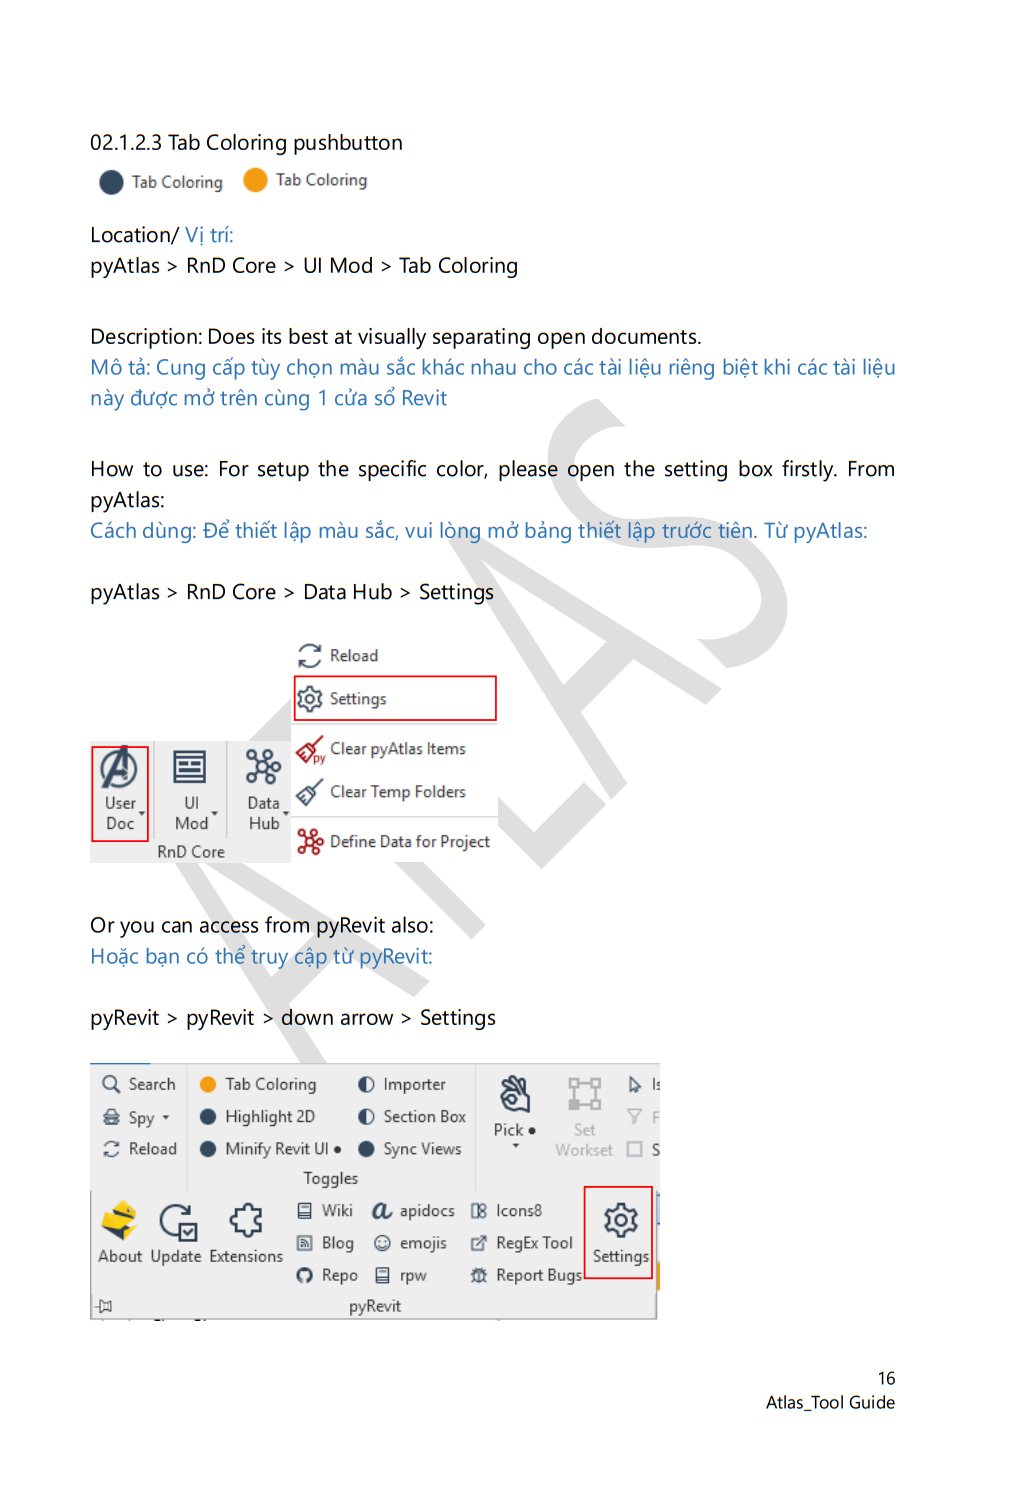 02.1.2.3 Tab Coloring pushbutton
Tab Coloring Tab Coloring
Location/ Vị trí:
pyAtlas > RnD Core > UI Mod > Tab Coloring
Description: Does its best at visually separating open documents.
Mô tả: Cung cấp tùy chọn màu sắc khác nhau cho các tài liệu riêng biệt khi các tài liệu
này được mở trên cùng 1 cửa sổ Revit
How to use: For setup the specific color, please open the setting box firstly. From
pyAtlas:
Cách dùng: Để thiết lập màu sắc, vui lòng mở bảng thiết lập trước tiên. Từ pyAtlas:
pyAtlas > RnD Core > Data Hub > Settings
Reload
Settings
py Clear pyAtlas Items
Clear Temp Folders
Define Data for Project
User Doc
UI Mod
Data Hub
RnD Core
ATLAS
Or you can access from pyRevit also:
Hoặc bạn có thể truy cập từ pyRevit:
pyRevit > pyRevit > down arrow > Settings
Search Tab Coloring Importer
Spy Highlight 2D Section Box
Reload Minify Revit UI ● Sync Views
Toggles
Pick ●
Set Workset
About Update Extensions
Wiki apidocs Icons8
Blog emojis RegEx Tool
Repo rpw Report Bugs
Settings
pyRevit
16
Atlas_Tool Guide